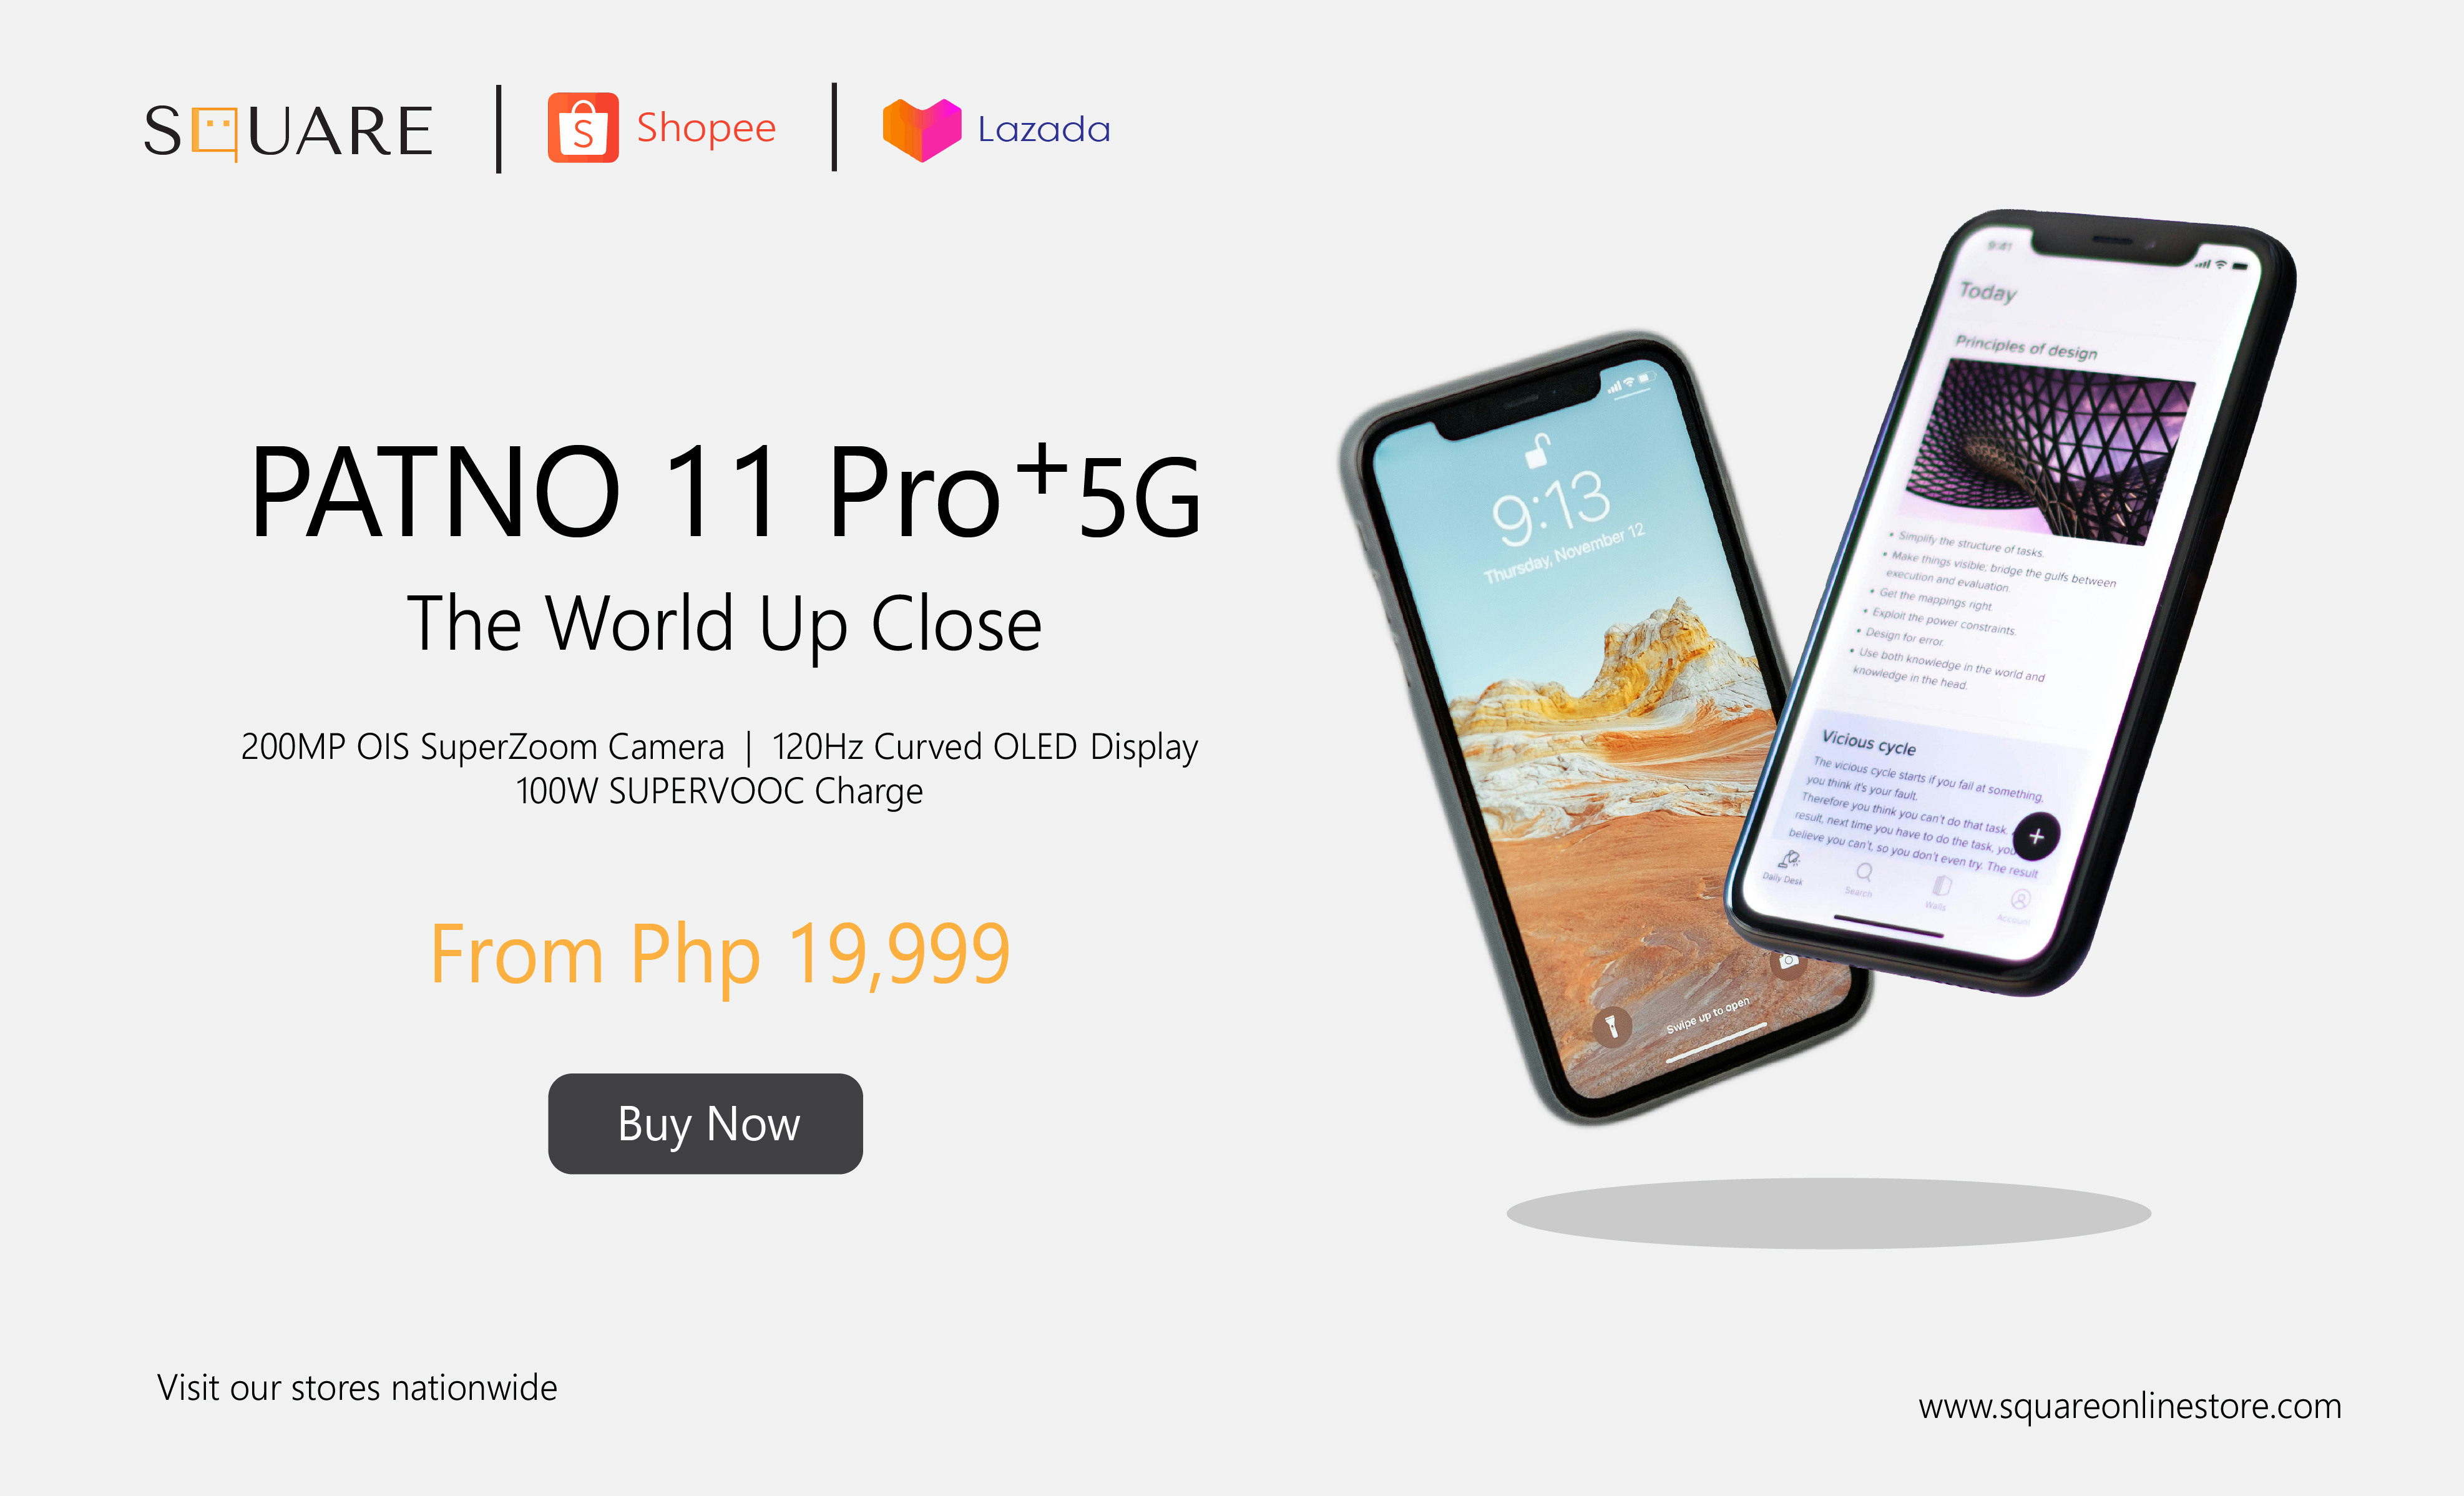 SQUARE | Shopee | Lazada
PATNO 11 Pro+5G
The World Up Close
200MP OIS SuperZoom Camera | 120Hz Curved OLED Display
100W SUPERVOOC Charge
From Php 19,999
Buy Now
Visit our stores nationwide
www.squareonlinestore.com
9:13
Thursday, November 12
Swipe up to open
9:41
Today
Principles of design
• Simplify the structure of tasks.
• Make things visible; bridge the gulfs between
execution and evaluation.
• Get the mappings right.
• Exploit the power constraints.
• Design for error.
• Use both knowledge in the world and
knowledge in the head.
Vicious cycle
The vicious cycle starts if you fail at something,
you think it's your fault.
Therefore you think you can't do that task.
result, next time you have to do the task, you
believe you can't, so you don't even try. The result
+
Daily Desk
Search
Walls
Account